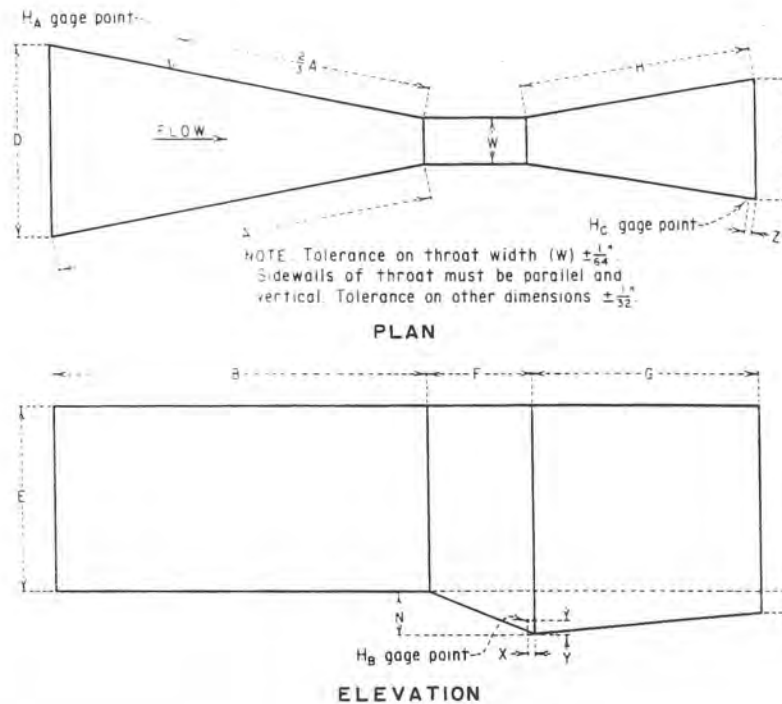 HA gage point
2/3 A
H
D
FLOW
W
A
HC gage point
Z
NOTE: Tolerance on throat width (W) ± 1/64".
Sidewalls of throat must be parallel and
vertical. Tolerance on other dimensions ± 1/32".
PLAN
B
F
G
E
N
Y
HB gage point
X
Y
ELEVATION